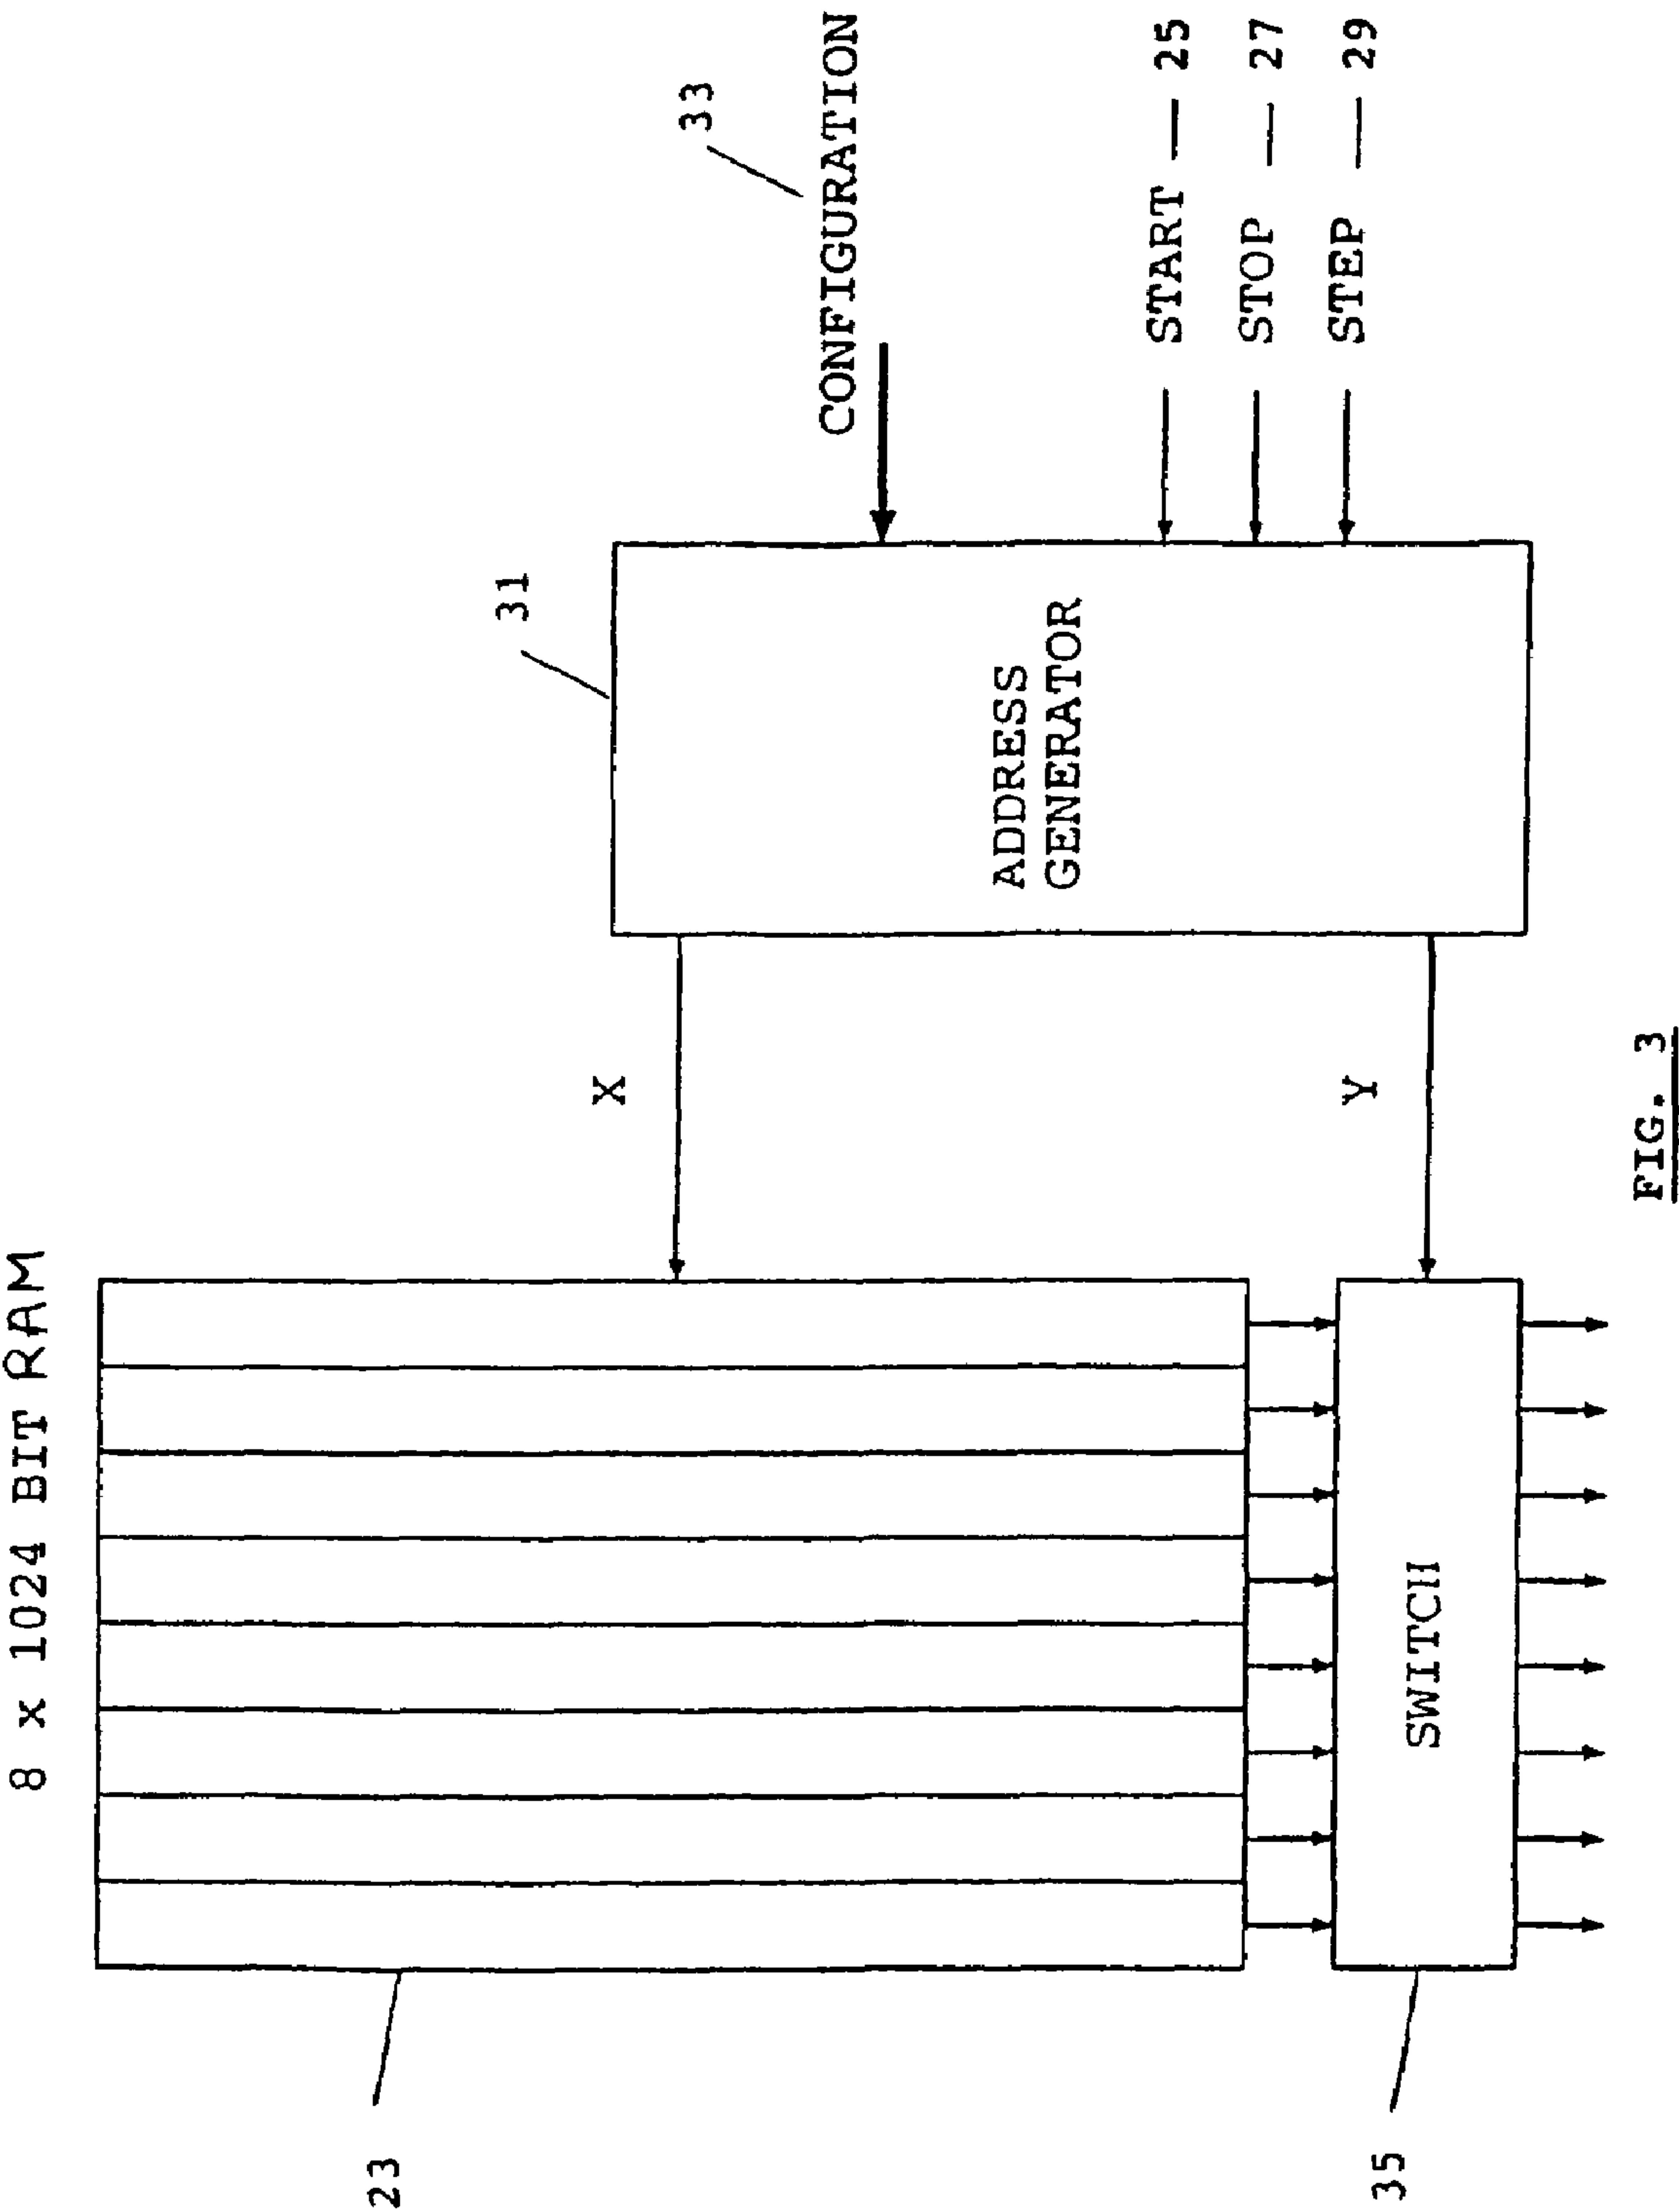 8 x 1024 BIT RAM
23
X
31
ADDRESS
GENERATOR
33
CONFIGURATION
START — 25
STOP — 27
STEP — 29
Y
35
SWITCH
FIG. 3